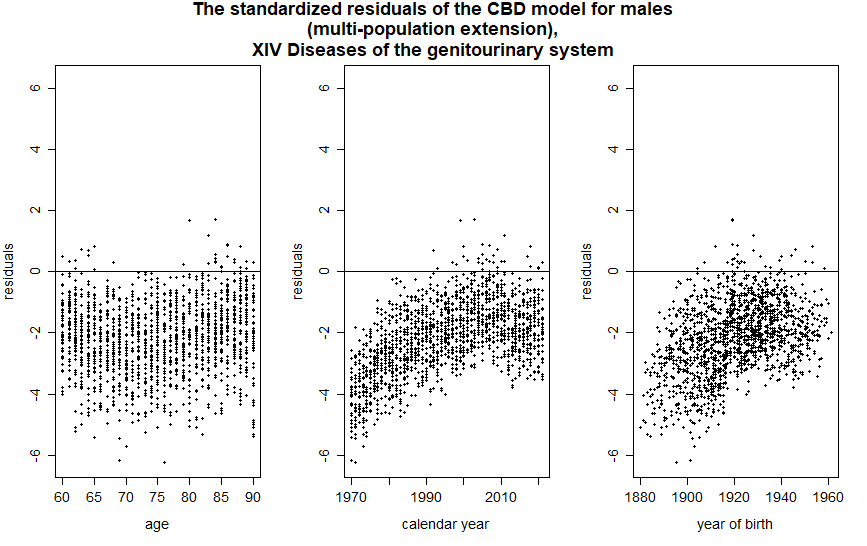 The standardized residuals of the CBD model for males
(multi-population extension),
XIV Diseases of the genitourinary system
residuals
6
4
2
0
-2
-4
-6
60 65 70 75 80 85 90
age
residuals
6
4
2
0
-2
-4
-6
1970 1990 2010
calendar year
residuals
6
4
2
0
-2
-4
-6
1880 1900 1920 1940 1960
year of birth